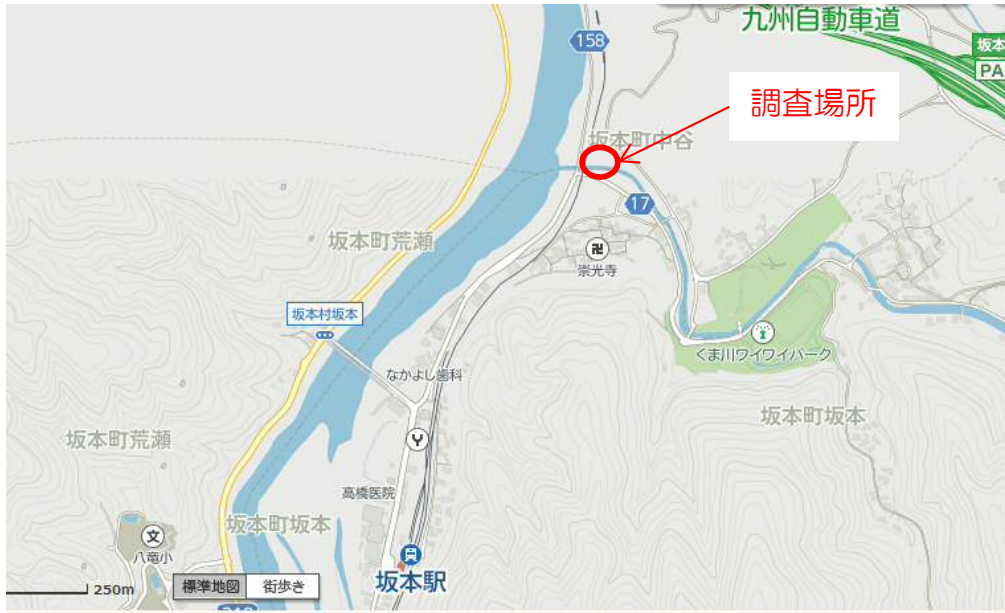 九州自動車道
158
坂本
PA
調査場所
坂本町中谷
17
坂本町荒瀬
卍
崇光寺
坂本村坂本
くま川ワイワイパーク
なかよし歯科
坂本町坂本
坂本町荒瀬
高橋医院
坂本町坂本
文
八竜小
坂本駅
250m
標準地図 街歩き